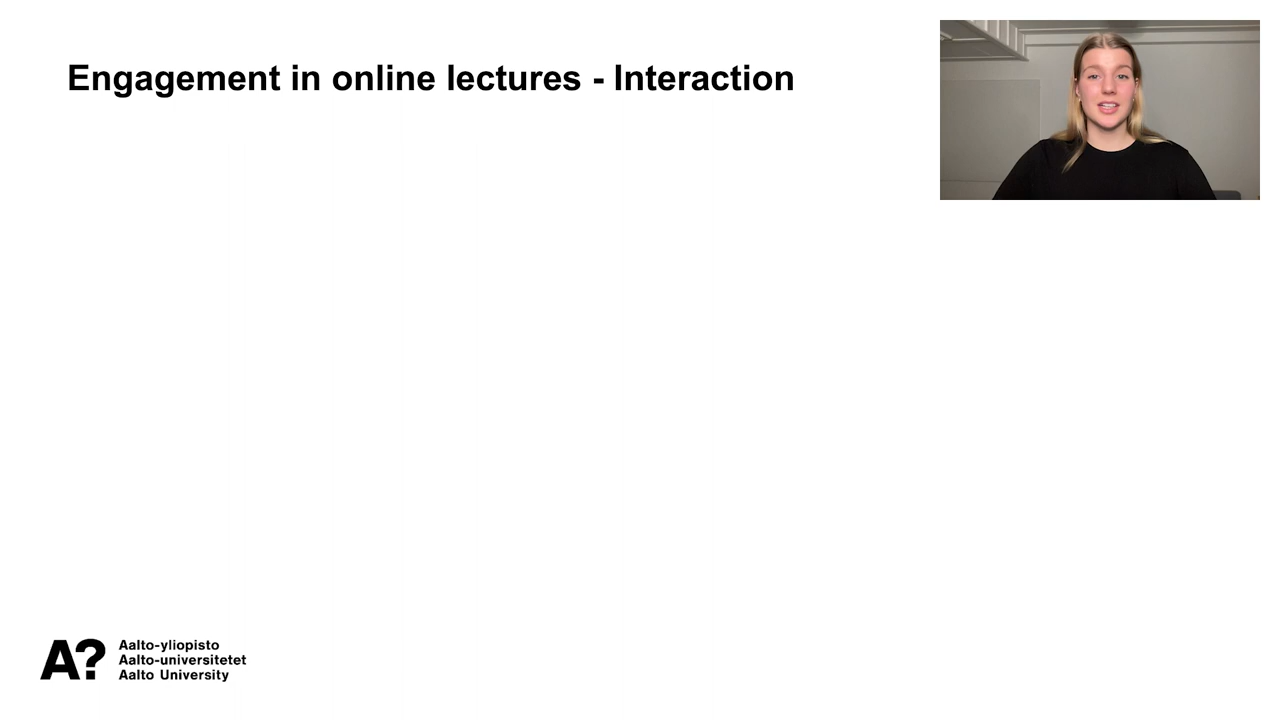 Engagement in online lectures - Interaction
A?
Aalto-yliopisto
Aalto-universitetet
Aalto University